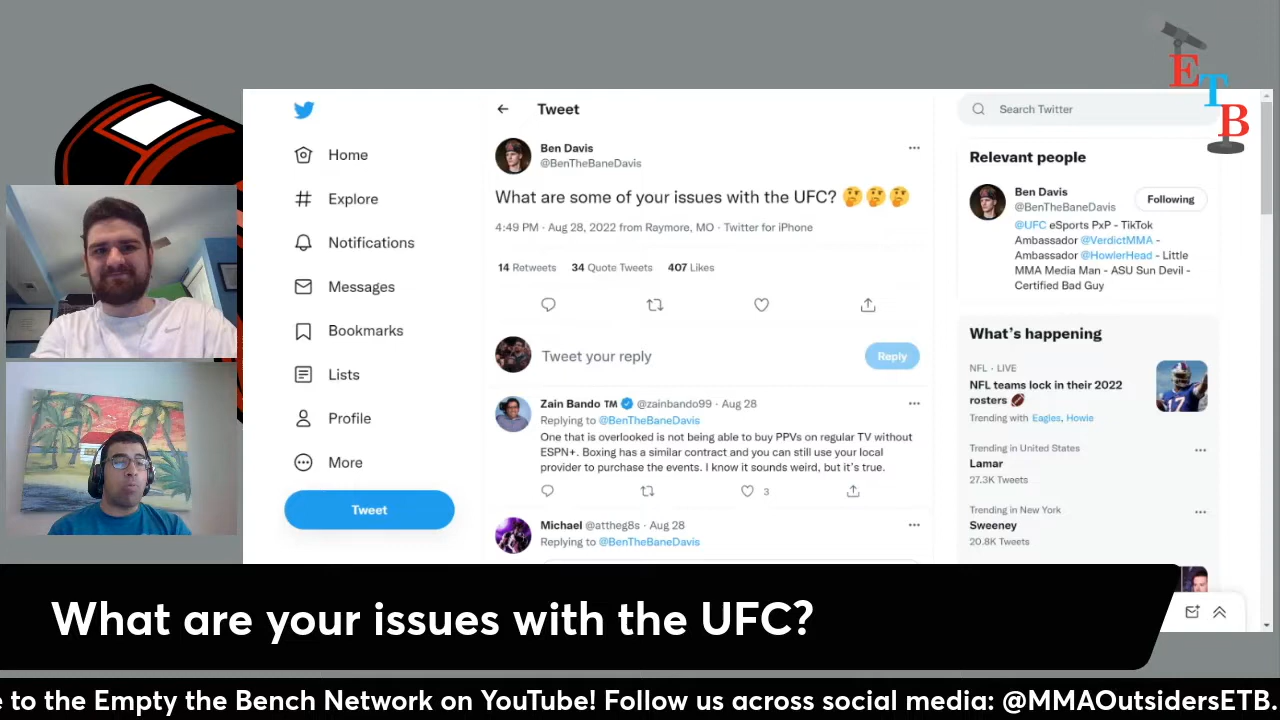 ETB
Home
Explore
Notifications
Messages
Bookmarks
Lists
Profile
More
Tweet
Tweet
Ben Davis
@BenTheBaneDavis
What are some of your issues with the UFC? 🤔🤔🤔
4:49 PM · Aug 28, 2022 from Raymore, MO · Twitter for iPhone
14 Retweets 34 Quote Tweets 407 Likes
Tweet your reply
Reply
Zain Bando TM @zainbando99 · Aug 28
Replying to @BenTheBaneDavis
One that is overlooked is not being able to buy PPVs on regular TV without
ESPN+. Boxing has a similar contract and you can still use your local
provider to purchase the events. I know it sounds weird, but it's true.
3
Michael @attheg8s · Aug 28
Replying to @BenTheBaneDavis
Search Twitter
Relevant people
Ben Davis
@BenTheBaneDavis
Following
@UFC eSports PxP - TikTok
Ambassador @VerdictMMA -
Ambassador @HowlerHead - Little
MMA Media Man - ASU Sun Devil -
Certified Bad Guy
What's happening
NFL · LIVE
NFL teams lock in their 2022
rosters 🏈
Trending with Eagles, Howie
Trending in United States
Lamar
27.3K Tweets
Trending in New York
Sweeney
20.8K Tweets
What are your issues with the UFC?
e to the Empty the Bench Network on YouTube! Follow us across social media: @MMAOutsidersETB.